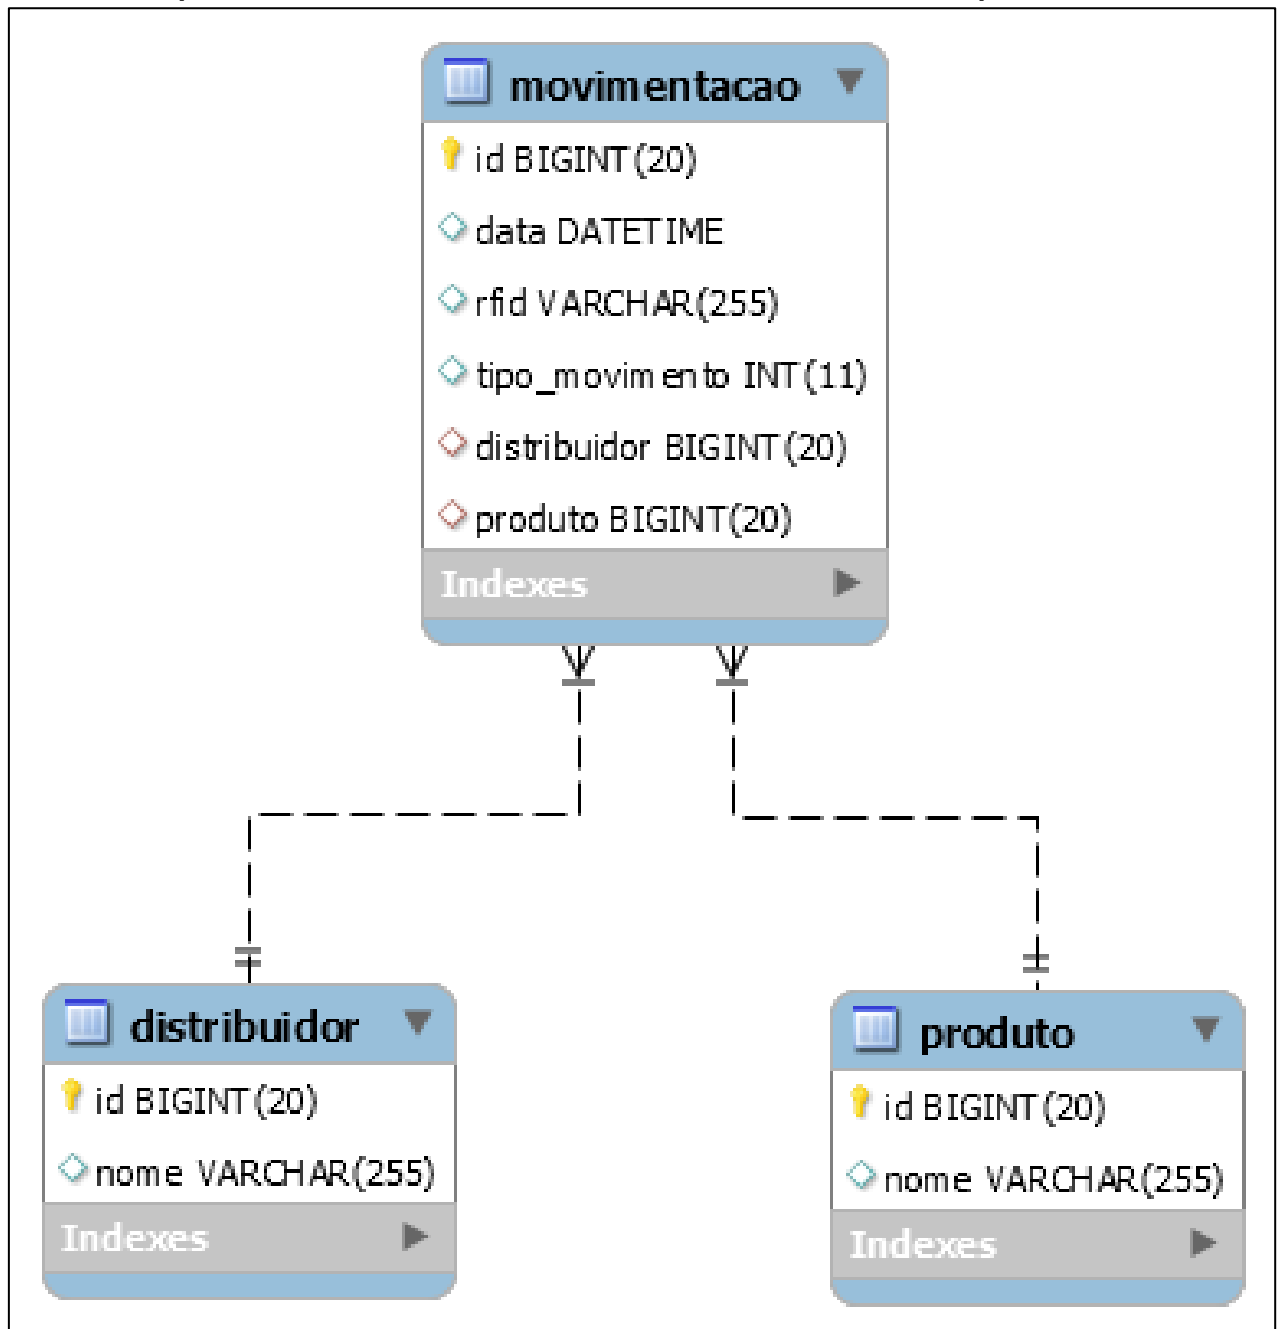 movimentacao
id BIGINT(20)
data DATETIME
rfid VARCHAR(255)
tipo_movimento INT(11)
distribuidor BIGINT(20)
produto BIGINT(20)
Indexes
distribuidor
id BIGINT(20)
nome VARCHAR(255)
Indexes
produto
id BIGINT(20)
nome VARCHAR(255)
Indexes